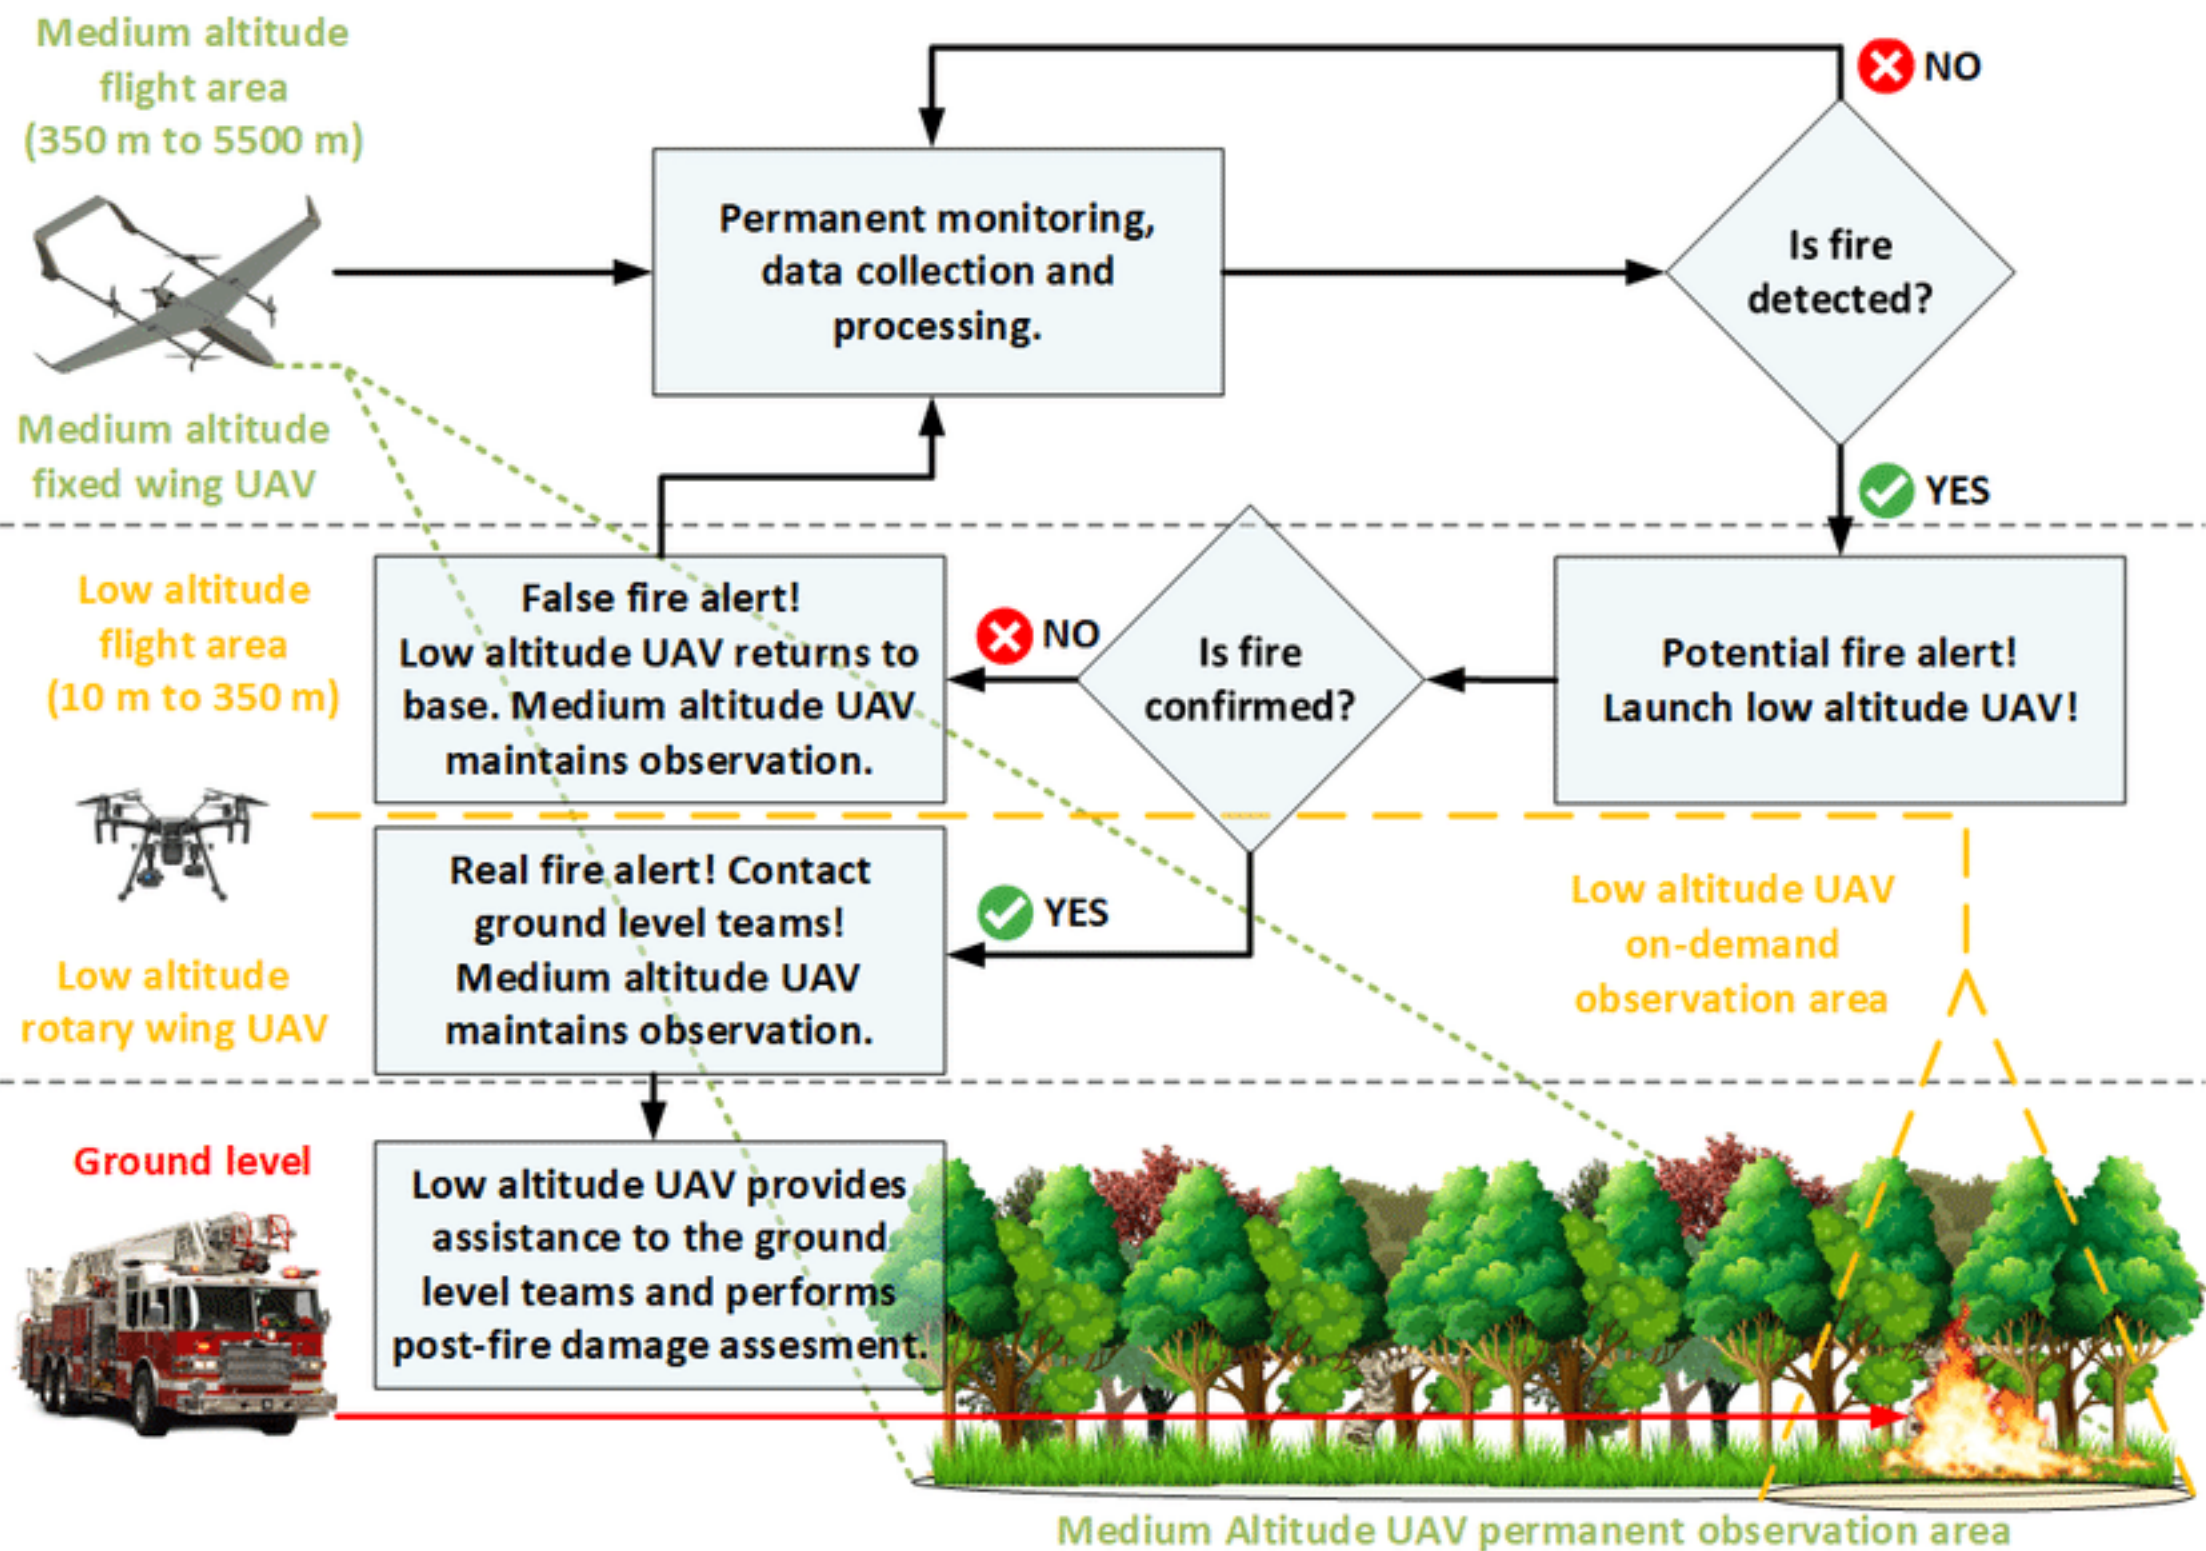 Medium altitude
flight area
(350 m to 5500 m)
NO
Permanent monitoring,
data collection and
processing.
Is fire
detected?
Medium altitude
fixed wing UAV
YES
Low altitude
flight area
(10 m to 350 m)
False fire alert!
Low altitude UAV returns to
base. Medium altitude UAV
maintains observation.
NO
Is fire
confirmed?
Potential fire alert!
Launch low altitude UAV!
Real fire alert! Contact
ground level teams!
Medium altitude UAV
maintains observation.
YES
Low altitude UAV
on-demand
observation area
Low altitude
rotary wing UAV
Ground level
Low altitude UAV provides
assistance to the ground
level teams and performs
post-fire damage assesment.
Medium Altitude UAV permanent observation area